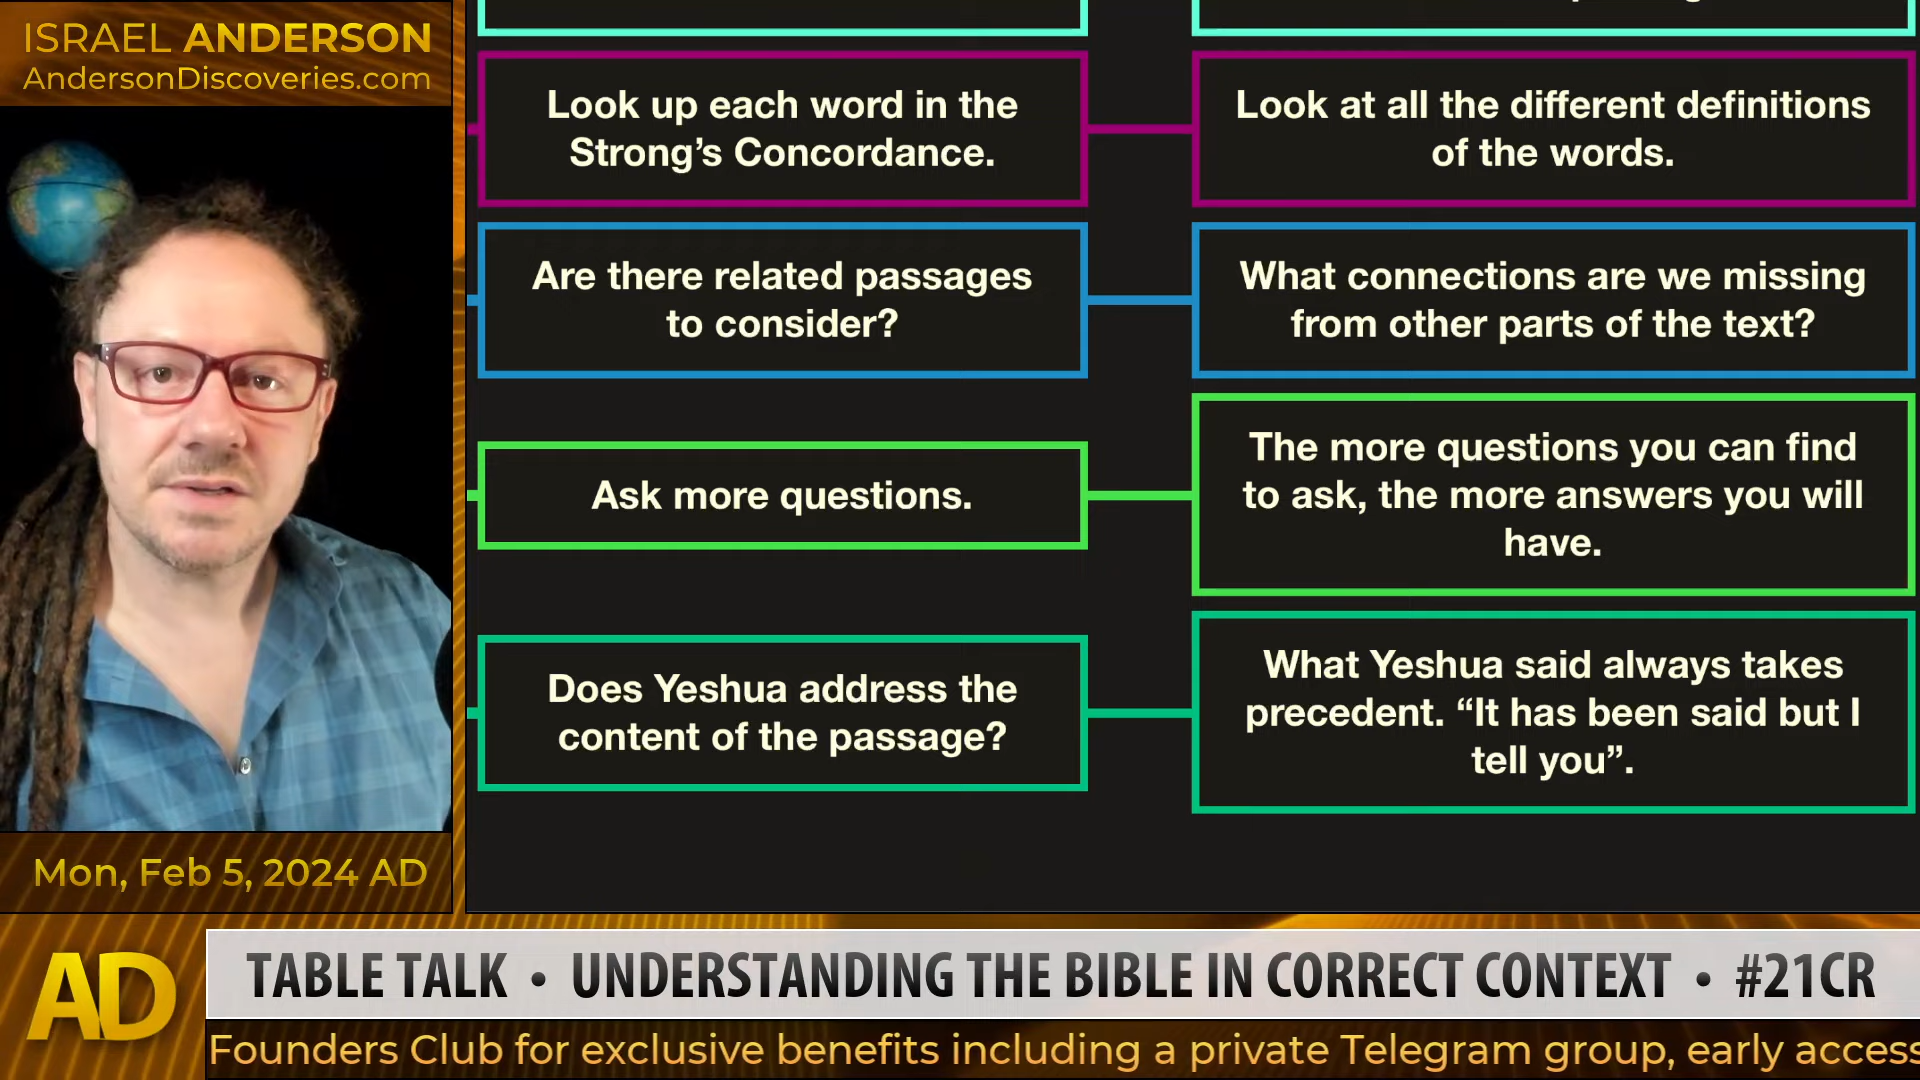 ISRAEL ANDERSON
AndersonDiscoveries.com
Look up each word in the
Strong’s Concordance.
Look at all the different definitions
of the words.
Are there related passages
to consider?
What connections are we missing
from other parts of the text?
Ask more questions.
The more questions you can find
to ask, the more answers you will
have.
Does Yeshua address the
content of the passage?
What Yeshua said always takes
precedent. “It has been said but I
tell you”.
Mon, Feb 5, 2024 AD
AD
TABLE TALK • UNDERSTANDING THE BIBLE IN CORRECT CONTEXT • #21CR
Founders Club for exclusive benefits including a private Telegram group, early access